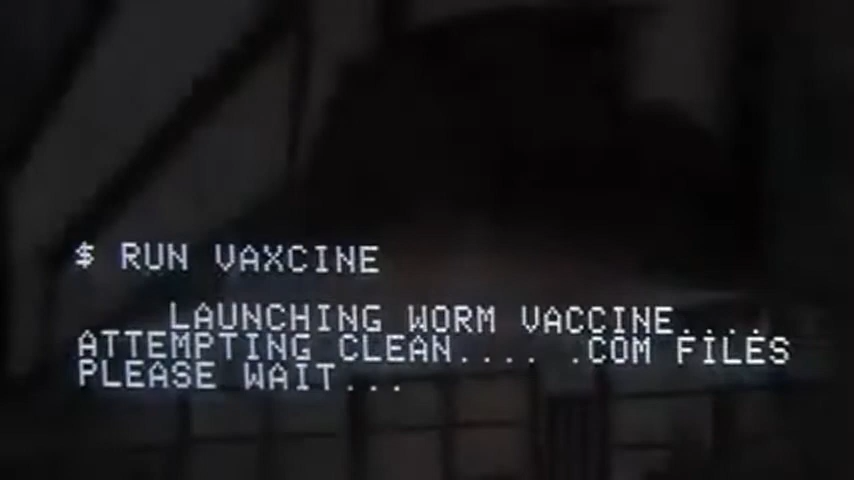 $ RUN VAXCINE
LAUNCHING WORM VACCINE....
ATTEMPTING CLEAN.... .COM FILES
PLEASE WAIT...